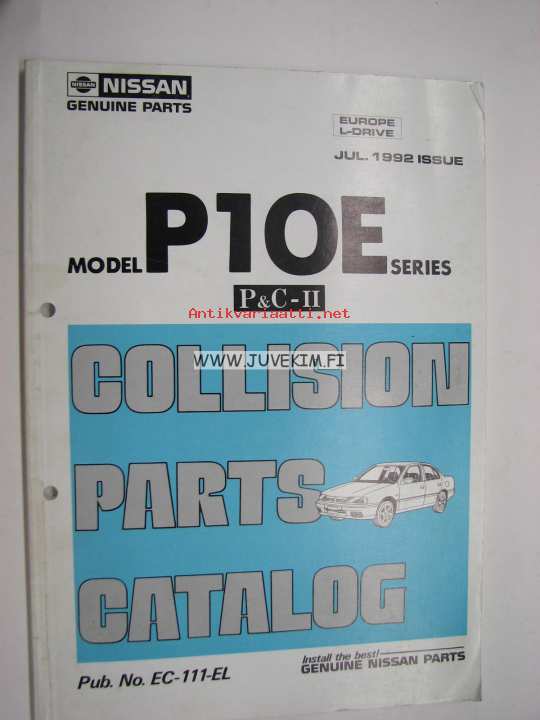 NISSAN NISSAN
GENUINE PARTS
EUROPE
L-DRIVE
JUL. 1992 ISSUE
MODEL P10E SERIES
P&C-II
Antikvariaatti.net
WWW.JUVEKIM.FI
COLLISION
PARTS
CATALOG
Install the best!
GENUINE NISSAN PARTS
Pub. No. EC-111-EL